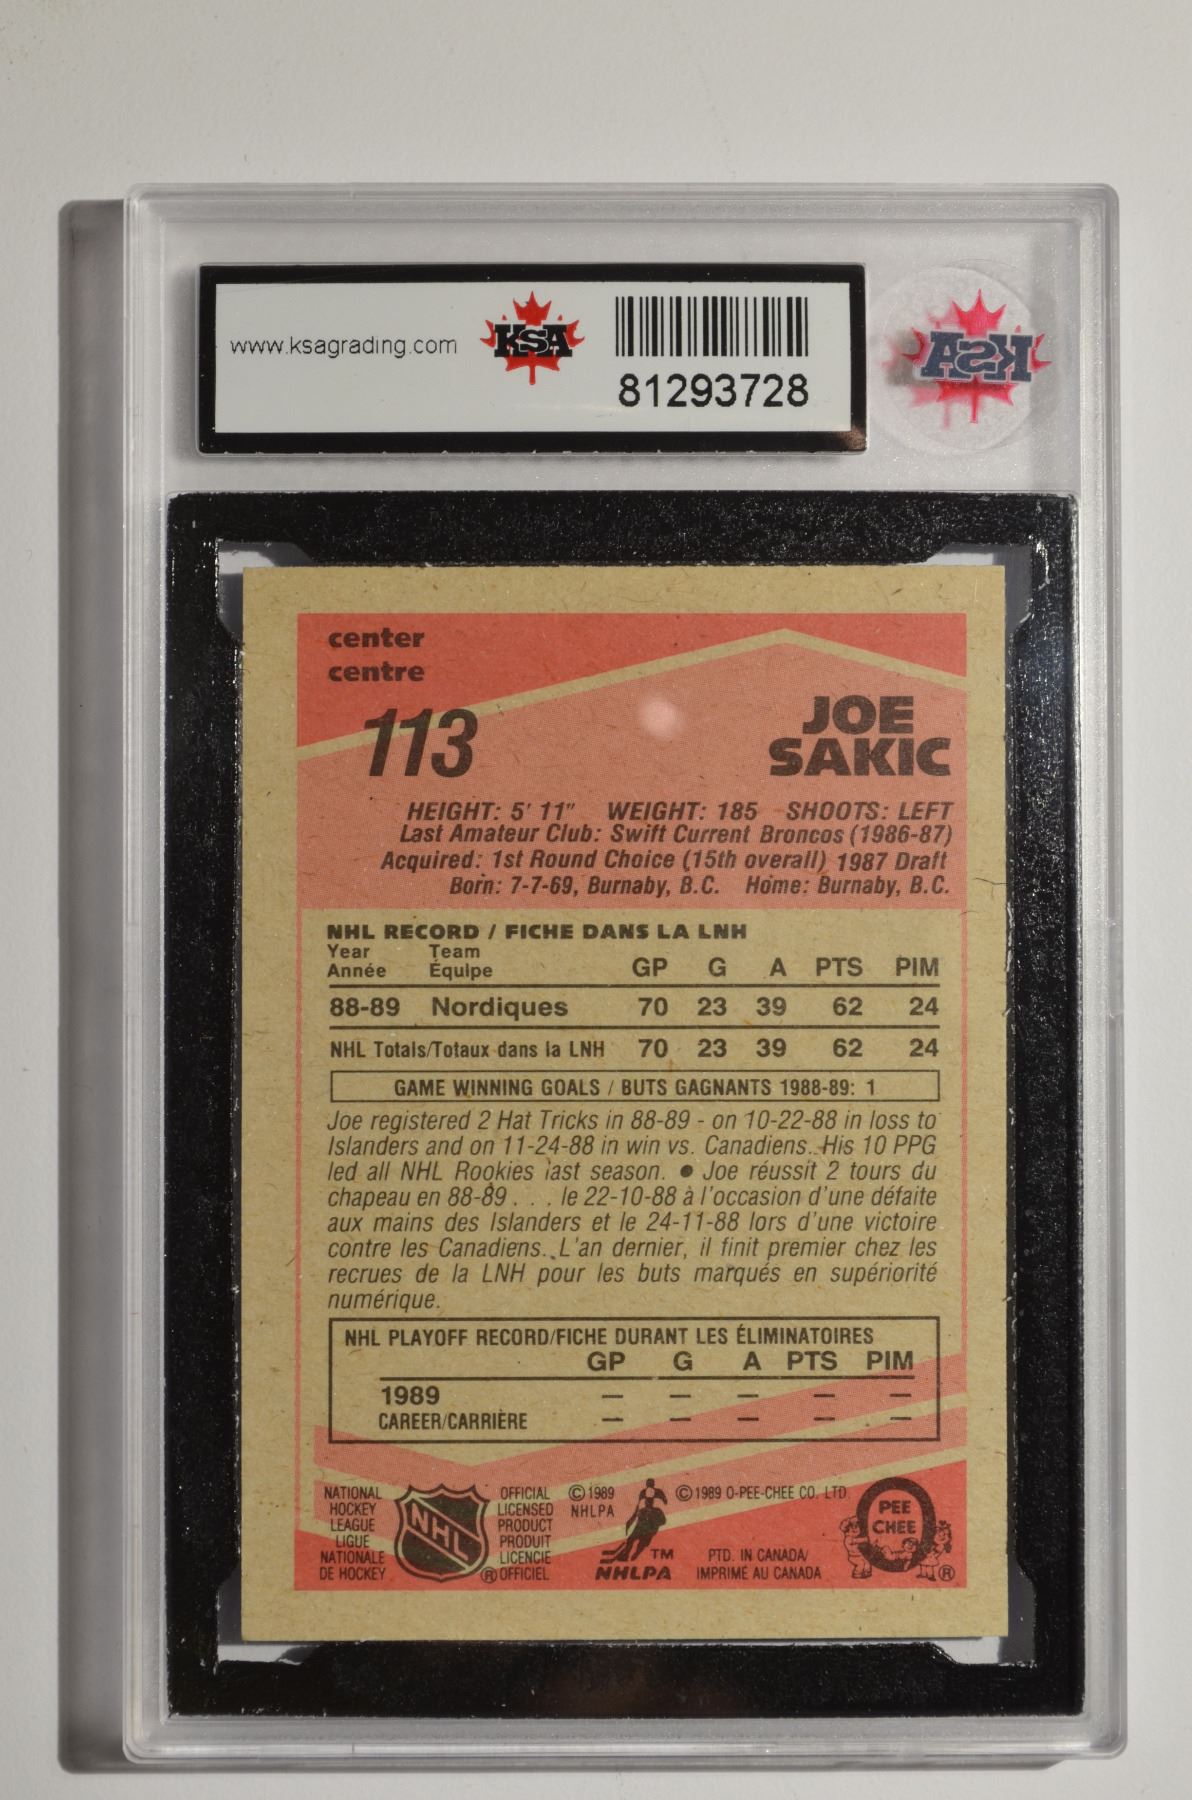 www.ksagrading.com
KSA
81293728
KSA
center
centre
113
JOE
SAKIC
HEIGHT: 5' 11" WEIGHT: 185 SHOOTS: LEFT
Last Amateur Club: Swift Current Broncos (1986-87)
Acquired: 1st Round Choice (15th overall) 1987 Draft
Born: 7-7-69, Burnaby, B.C. Home: Burnaby, B.C.
NHL RECORD / FICHE DANS LA LNH
Year Team
Année Équipe GP G A PTS PIM
88-89 Nordiques 70 23 39 62 24
NHL Totals/Totaux dans la LNH 70 23 39 62 24
GAME WINNING GOALS / BUTS GAGNANTS 1988-89: 1
Joe registered 2 Hat Tricks in 88-89 - on 10-22-88 in loss to
Islanders and on 11-24-88 in win vs. Canadiens. His 10 PPG
led all NHL Rookies last season. ● Joe réussit 2 tours du
chapeau en 88-89 . . . le 22-10-88 à l'occasion d'une défaite
aux mains des Islanders et le 24-11-88 lors d'une victoire
contre les Canadiens. L'an dernier, il finit premier chez les
recrues de la LNH pour les buts marqués en supériorité
numérique.
NHL PLAYOFF RECORD/FICHE DURANT LES ÉLIMINATOIRES
GP G A PTS PIM
1989 – – – – –
CAREER/CARRIÈRE – – – – –
NATIONAL
HOCKEY
LEAGUE
LIGUE
NATIONALE
DE HOCKEY
NHL
OFFICIAL
LICENSED
PRODUCT
PRODUIT
LICENCIE
® OFFICIEL
© 1989
NHLPA
TM
NHLPA
© 1989 O-PEE-CHEE CO. LTD.
PTD. IN CANADA/
IMPRIMÉ AU CANADA
PEE
CHEE
®